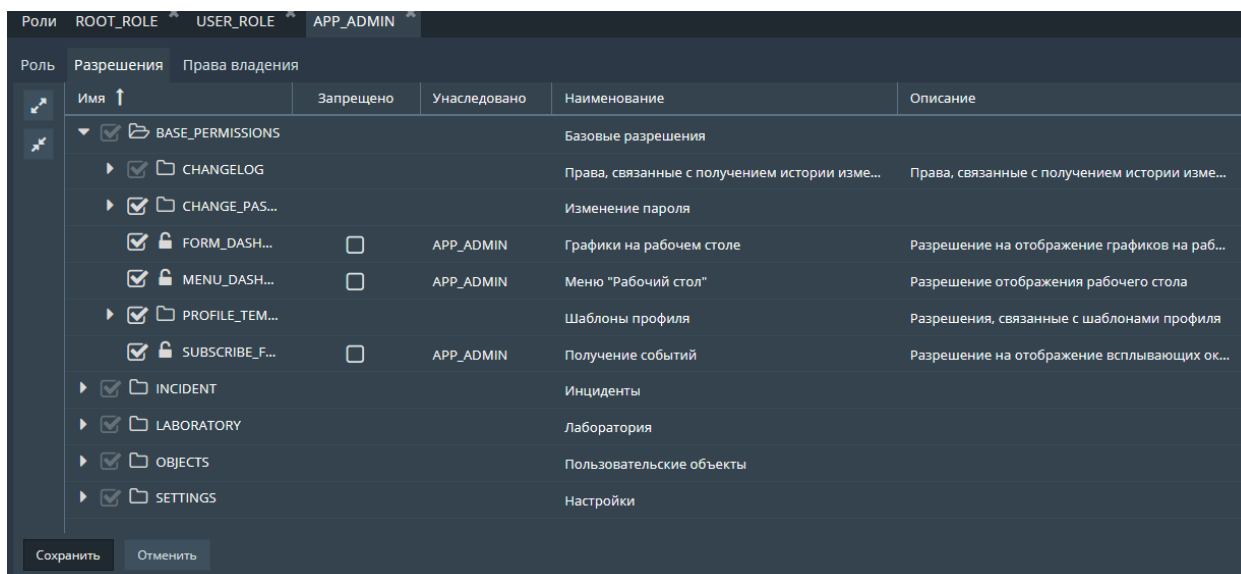 Роли ROOT_ROLE USER_ROLE APP_ADMIN
Роль Разрешения Права владения
Имя Запрещено Унаследовано Наименование Описание
BASE_PERMISSIONS Базовые разрешения
CHANGELOG Права, связанные с получением истории изме... Права, связанные с получением истории изме...
CHANGE_PAS... Изменение пароля
FORM_DASH... APP_ADMIN Графики на рабочем столе Разрешение на отображение графиков на раб...
MENU_DASH... APP_ADMIN Меню "Рабочий стол" Разрешение отображения рабочего стола
PROFILE_TEM... Шаблоны профиля Разрешения, связанные с шаблонами профиля
SUBSCRIBE_F... APP_ADMIN Получение событий Разрешение на отображение всплывающих ок...
INCIDENT Инциденты
LABORATORY Лаборатория
OBJECTS Пользовательские объекты
SETTINGS Настройки
Сохранить Отменить